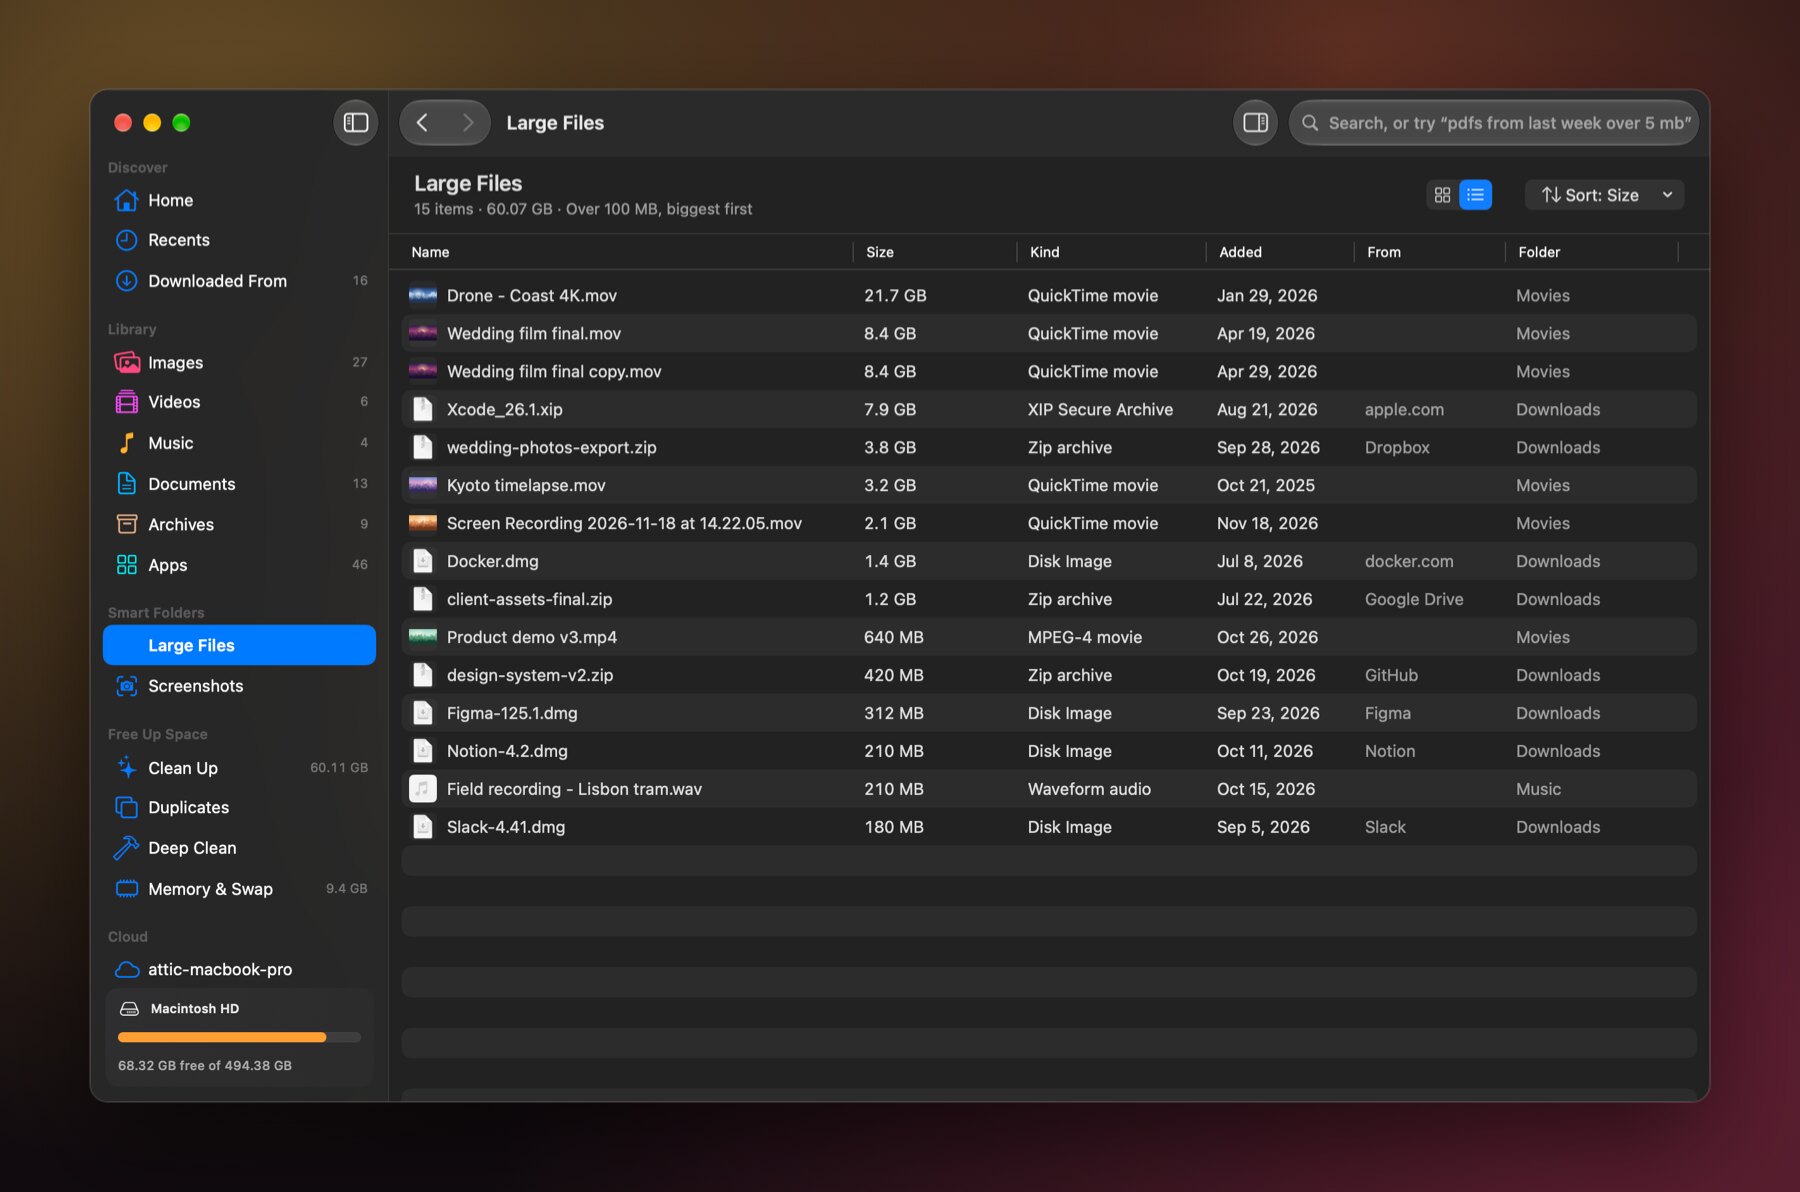 Large Files
Search, or try “pdfs from last week over 5 mb”
Discover
Home
Recents
Downloaded From 16
Library
Images 27
Videos 6
Music 4
Documents 13
Archives 9
Apps 46
Smart Folders
Large Files
Screenshots
Free Up Space
Clean Up 60.11 GB
Duplicates
Deep Clean
Memory & Swap 9.4 GB
Cloud
attic-macbook-pro
Macintosh HD
68.32 GB free of 494.38 GB
Large Files
15 items · 60.07 GB · Over 100 MB, biggest first
Sort: Size
Name Size Kind Added From Folder
Drone - Coast 4K.mov 21.7 GB QuickTime movie Jan 29, 2026 Movies
Wedding film final.mov 8.4 GB QuickTime movie Apr 19, 2026 Movies
Wedding film final copy.mov 8.4 GB QuickTime movie Apr 29, 2026 Movies
Xcode_26.1.xip 7.9 GB XIP Secure Archive Aug 21, 2026 apple.com Downloads
wedding-photos-export.zip 3.8 GB Zip archive Sep 28, 2026 Dropbox Downloads
Kyoto timelapse.mov 3.2 GB QuickTime movie Oct 21, 2025 Movies
Screen Recording 2026-11-18 at 14.22.05.mov 2.1 GB QuickTime movie Nov 18, 2026 Movies
Docker.dmg 1.4 GB Disk Image Jul 8, 2026 docker.com Downloads
client-assets-final.zip 1.2 GB Zip archive Jul 22, 2026 Google Drive Downloads
Product demo v3.mp4 640 MB MPEG-4 movie Oct 26, 2026 Movies
design-system-v2.zip 420 MB Zip archive Oct 19, 2026 GitHub Downloads
Figma-125.1.dmg 312 MB Disk Image Sep 23, 2026 Figma Downloads
Notion-4.2.dmg 210 MB Disk Image Oct 11, 2026 Notion Downloads
Field recording - Lisbon tram.wav 210 MB Waveform audio Oct 15, 2026 Music
Slack-4.41.dmg 180 MB Disk Image Sep 5, 2026 Slack Downloads